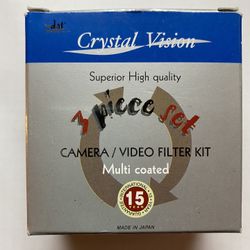 Crystal Vision
Superior High quality
3 piece set
CAMERA / VIDEO FILTER KIT
Multi coated
15
MADE IN JAPAN